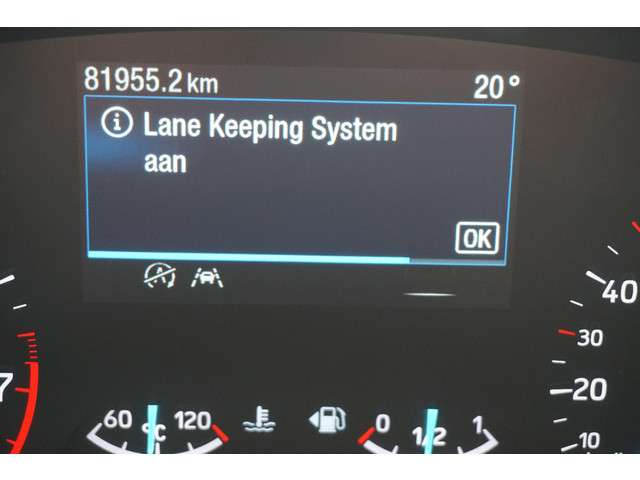 81955.2 km 20°
Lane Keeping System
aan
OK
A
40
30
7
20
60 °C 120
0 1/2 1
10